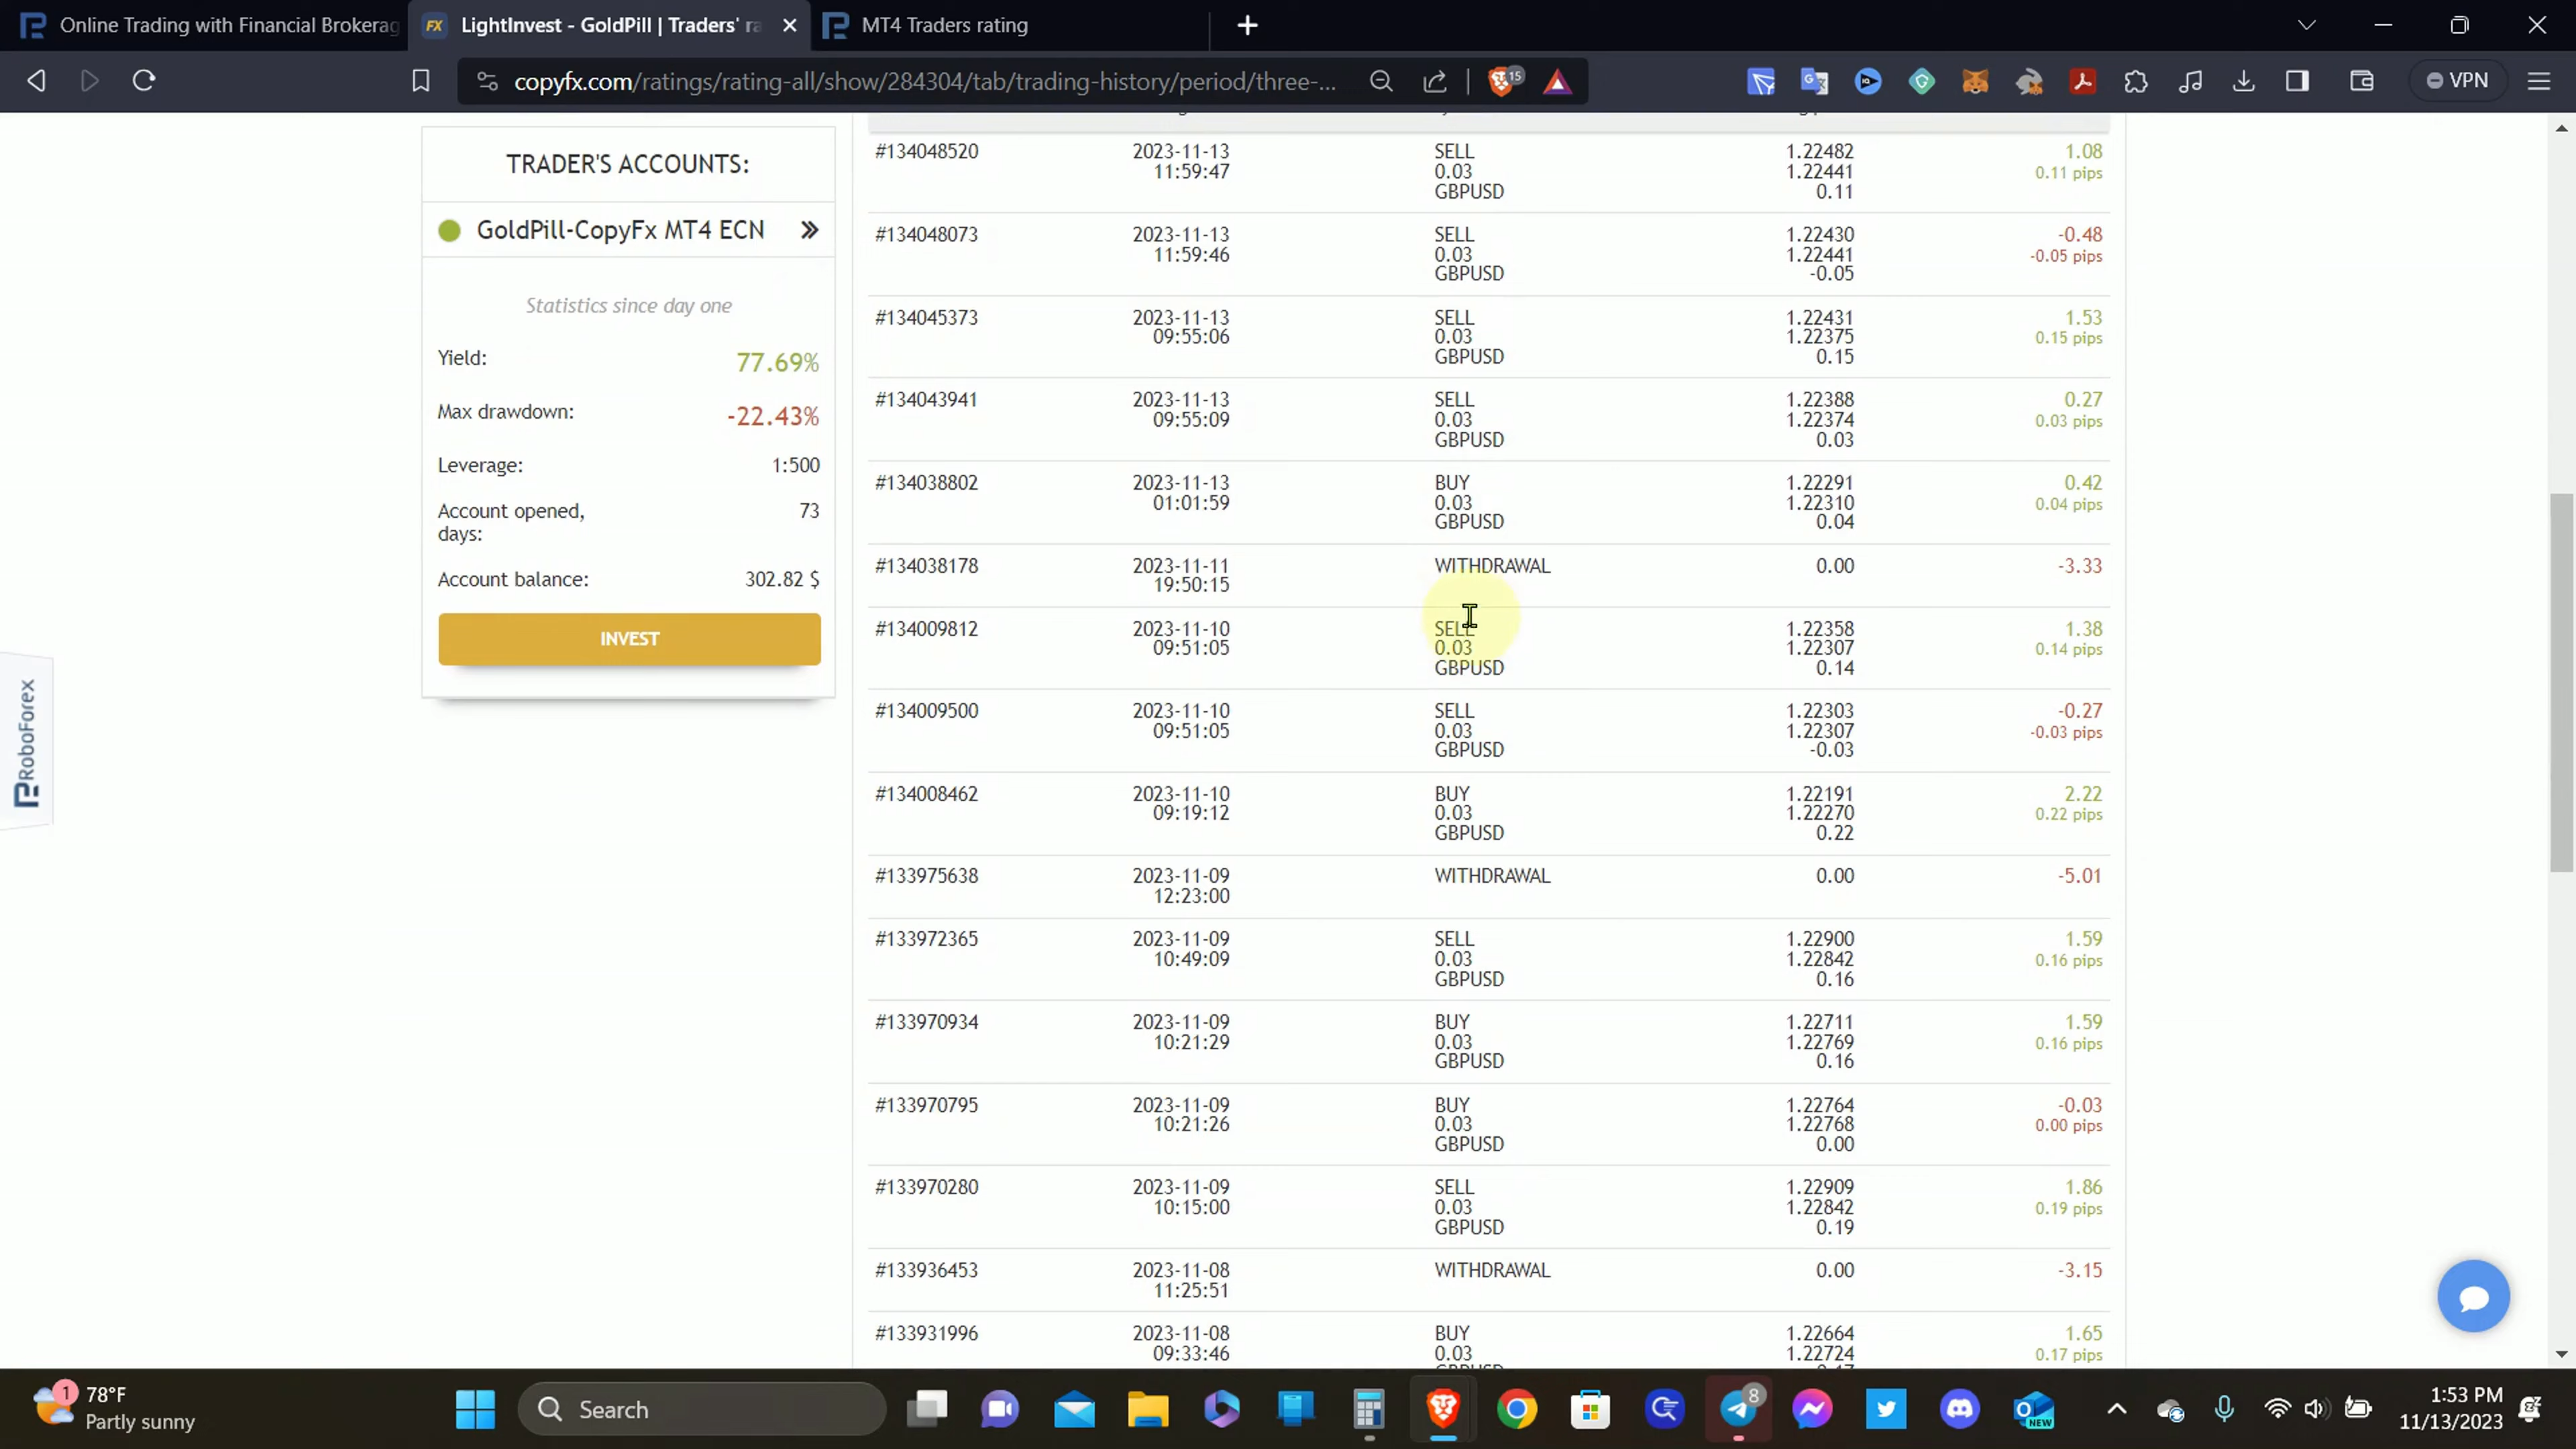 Online Trading with Financial Brokerag
LightInvest - GoldPill | Traders' ra
MT4 Traders rating
copyfx.com/ratings/rating-all/show/284304/tab/trading-history/period/three-...
15
VPN
TRADER'S ACCOUNTS:
GoldPill-CopyFx MT4 ECN
Statistics since day one
Yield: 77.69%
Max drawdown: -22.43%
Leverage: 1:500
Account opened, 73
days:
Account balance: 302.82 $
INVEST
RoboForex
#134048520 2023-11-13 SELL 1.22482 1.08
11:59:47 0.03 1.22441 0.11 pips
GBPUSD 0.11
#134048073 2023-11-13 SELL 1.22430 -0.48
11:59:46 0.03 1.22441 -0.05 pips
GBPUSD -0.05
#134045373 2023-11-13 SELL 1.22431 1.53
09:55:06 0.03 1.22375 0.15 pips
GBPUSD 0.15
#134043941 2023-11-13 SELL 1.22388 0.27
09:55:09 0.03 1.22374 0.03 pips
GBPUSD 0.03
#134038802 2023-11-13 BUY 1.22291 0.42
01:01:59 0.03 1.22310 0.04 pips
GBPUSD 0.04
#134038178 2023-11-11 WITHDRAWAL 0.00 -3.33
19:50:15
#134009812 2023-11-10 SELL 1.22358 1.38
09:51:05 0.03 1.22307 0.14 pips
GBPUSD 0.14
#134009500 2023-11-10 SELL 1.22303 -0.27
09:51:05 0.03 1.22307 -0.03 pips
GBPUSD -0.03
#134008462 2023-11-10 BUY 1.22191 2.22
09:19:12 0.03 1.22270 0.22 pips
GBPUSD 0.22
#133975638 2023-11-09 WITHDRAWAL 0.00 -5.01
12:23:00
#133972365 2023-11-09 SELL 1.22900 1.59
10:49:09 0.03 1.22842 0.16 pips
GBPUSD 0.16
#133970934 2023-11-09 BUY 1.22711 1.59
10:21:29 0.03 1.22769 0.16 pips
GBPUSD 0.16
#133970795 2023-11-09 BUY 1.22764 -0.03
10:21:26 0.03 1.22768 0.00 pips
GBPUSD 0.00
#133970280 2023-11-09 SELL 1.22909 1.86
10:15:00 0.03 1.22842 0.19 pips
GBPUSD 0.19
#133936453 2023-11-08 WITHDRAWAL 0.00 -3.15
11:25:51
#133931996 2023-11-08 BUY 1.22664 1.65
09:33:46 0.03 1.22724 0.17 pips
1
78°F
Partly sunny
Search
8
NEW
1:53 PM
11/13/2023